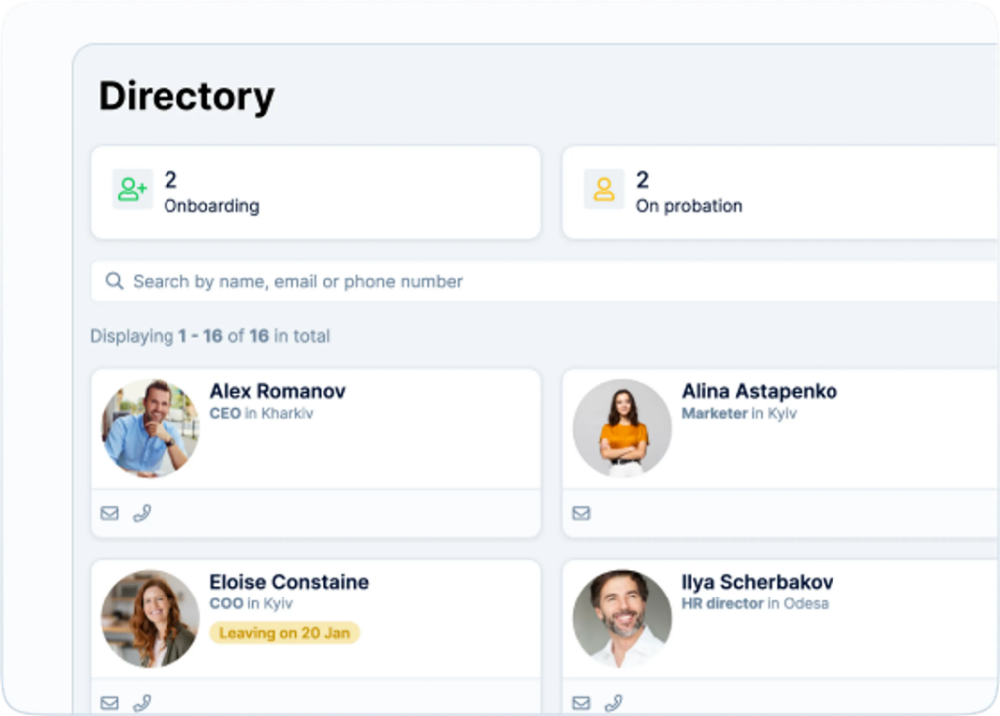 Directory
2
Onboarding
2
On probation
Search by name, email or phone number
Displaying 1 - 16 of 16 in total
Alex Romanov
CEO in Kharkiv
Alina Astapenko
Marketer in Kyiv
Eloise Constaine
COO in Kyiv
Leaving on 20 Jan
Ilya Scherbakov
HR director in Odesa